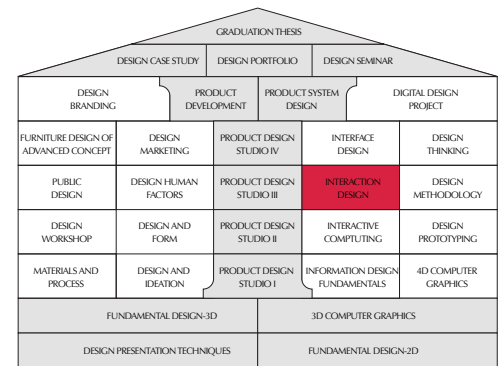 GRADUATION THESIS
DESIGN CASE STUDY
DESIGN PORTFOLIO
DESIGN SEMINAR
DESIGN
BRANDING
PRODUCT
DEVELOPMENT
PRODUCT SYSTEM
DESIGN
DIGITAL DESIGN
PROJECT
FURNITURE DESIGN OF
ADVANCED CONCEPT
DESIGN
MARKETING
PRODUCT DESIGN
STUDIO IV
INTERFACE
DESIGN
DESIGN
THINKING
PUBLIC
DESIGN
DESIGN HUMAN
FACTORS
PRODUCT DESIGN
STUDIO III
INTERACTION
DESIGN
DESIGN
METHODOLOGY
DESIGN
WORKSHOP
DESIGN AND
FORM
PRODUCT DESIGN
STUDIO II
INTERACTIVE
COMPTUTING
DESIGN
PROTOTYPING
MATERIALS AND
PROCESS
DESIGN AND
IDEATION
PRODUCT DESIGN
STUDIO I
INFORMATION DESIGN
FUNDAMENTALS
4D COMPUTER
GRAPHICS
FUNDAMENTAL DESIGN-3D
3D COMPUTER GRAPHICS
DESIGN PRESENTATION TECHNIQUES
FUNDAMENTAL DESIGN-2D